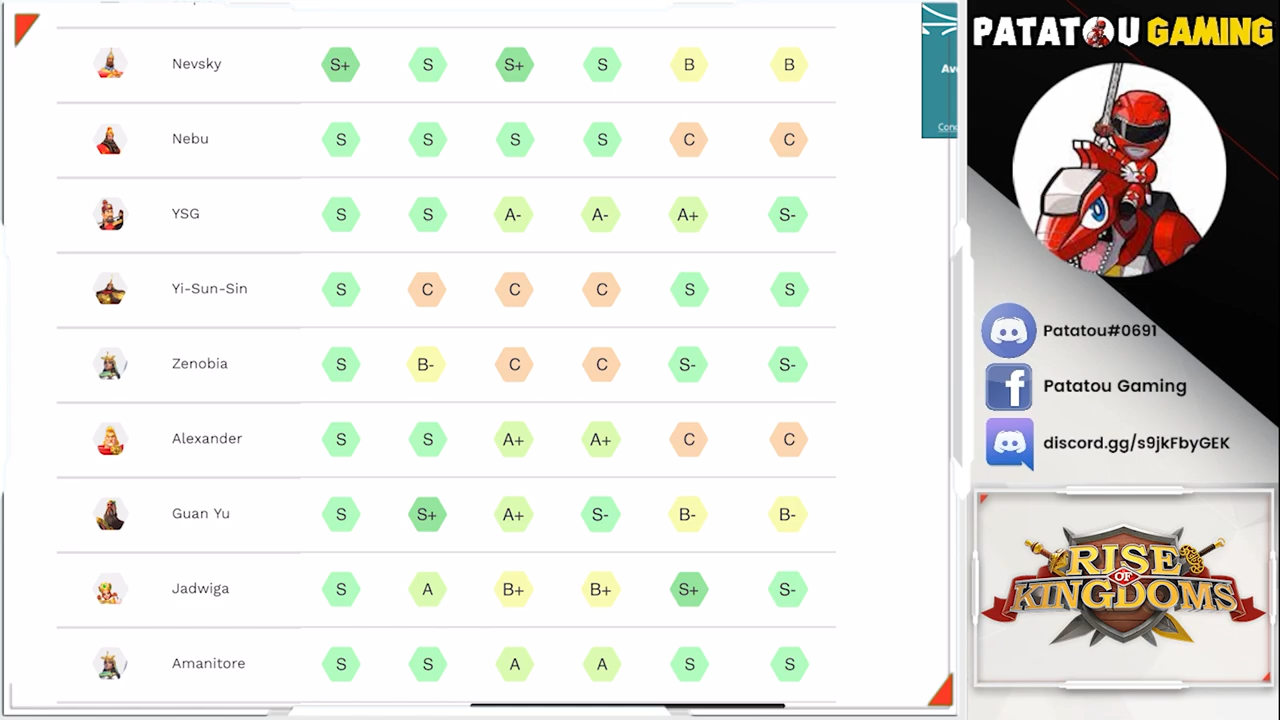 PATATOU GAMING
Nevsky S+ S S+ S B B
Nebu S S S S C C
YSG S S A- A- A+ S-
Yi-Sun-Sin S C C C S S
Zenobia S B- C C S- S-
Alexander S S A+ A+ C C
Guan Yu S S+ A+ S- B- B-
Jadwiga S A B+ B+ S+ S-
Amanitore S S A A S S
Patatou#0691
Patatou Gaming
discord.gg/s9jkFbyGEK
RISE
OF
KINGDOMS